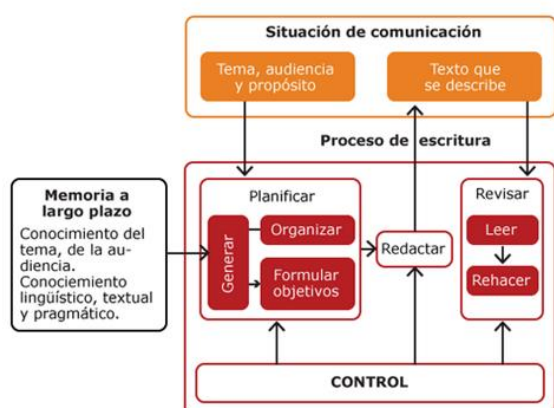 Situación de comunicación
Tema, audiencia
y propósito
Texto que
se describe
Proceso de escritura
Memoria a
largo plazo
Conocimiento del
tema, de la au-
diencia.
Conociemiento
lingüístico, textual
y pragmático.
Planificar
Generar
Organizar
Formular
objetivos
Redactar
Revisar
Leer
Rehacer
CONTROL